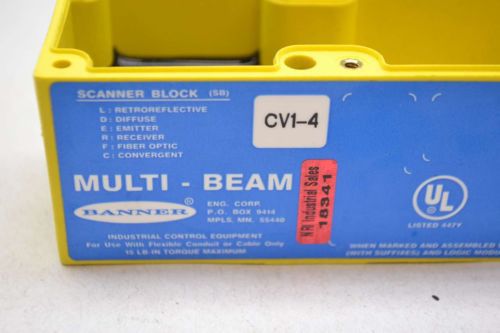 SCANNER BLOCK (SB)
L : RETROREFLECTIVE
D : DIFFUSE
E : EMITTER
R : RECEIVER
F : FIBER OPTIC
C : CONVERGENT
CV1-4
MULTI - BEAM
BANNER
ENG. CORP.
P.O. BOX 9414
MPLS. MN. 55440
NRI Industrial Sales
18341
UL
LISTED 447Y
INDUSTRIAL CONTROL EQUIPMENT
For Use With Flexible Conduit or Cable Only
15 LB·IN TORQUE MAXIMUM
WHEN MARKED AND ASSEMBLED
(WITH SUFFIXES) AND LOGIC